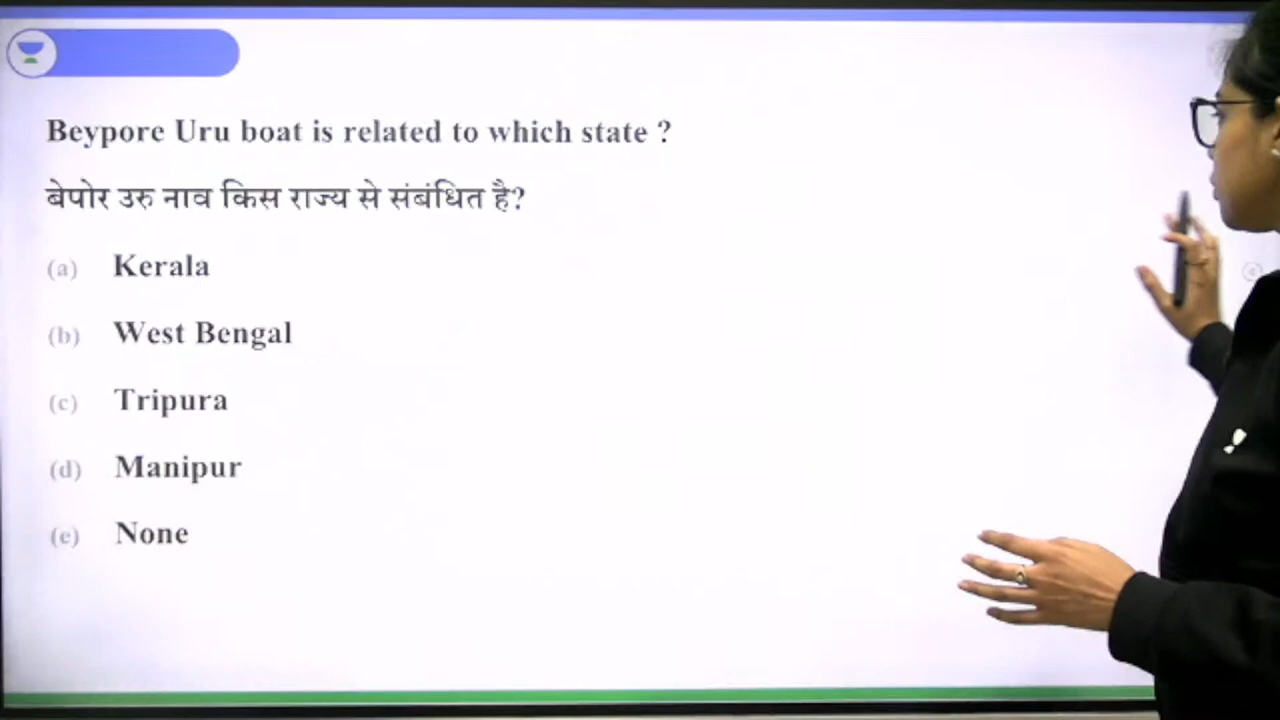 Beypore Uru boat is related to which state ?
बेपोर उरु नाव किस राज्य से संबंधित है?
(a) Kerala
(b) West Bengal
(c) Tripura
(d) Manipur
(e) None